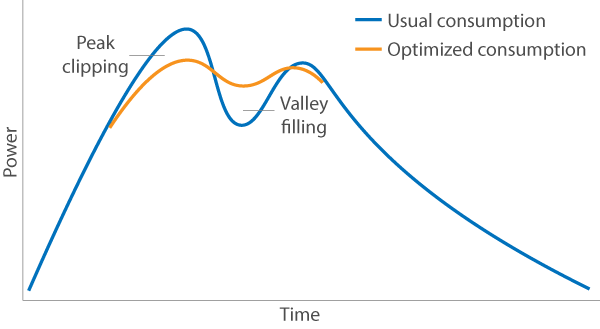 Usual consumption
Optimized consumption
Peak
clipping
Valley
filling
Power
Time